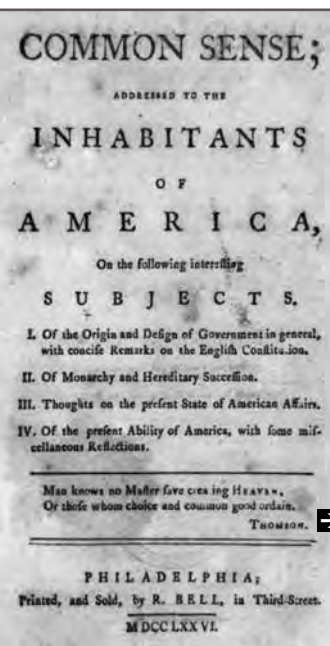 COMMON SENSE;
ADDRESSED TO THE
INHABITANTS
OF
AMERICA,
On the following interesting
SUBJECTS.
I. Of the Origin and Design of Government in general,
with concise Remarks on the English Constitu ion.
II. Of Monarchy and Hereditary Succession.
III. Thoughts on the present State of American Affairs.
IV. Of the present Ability of America, with some mis-
cellaneous Reflections.
Man knows no Master save crea ing HEAVEN,
Or those whom choice and common good ordain.
THOMSON.
PHILADELPHIA;
Printed, and Sold, by R. BELL, in Third-Street.
MDCCLXXVI.